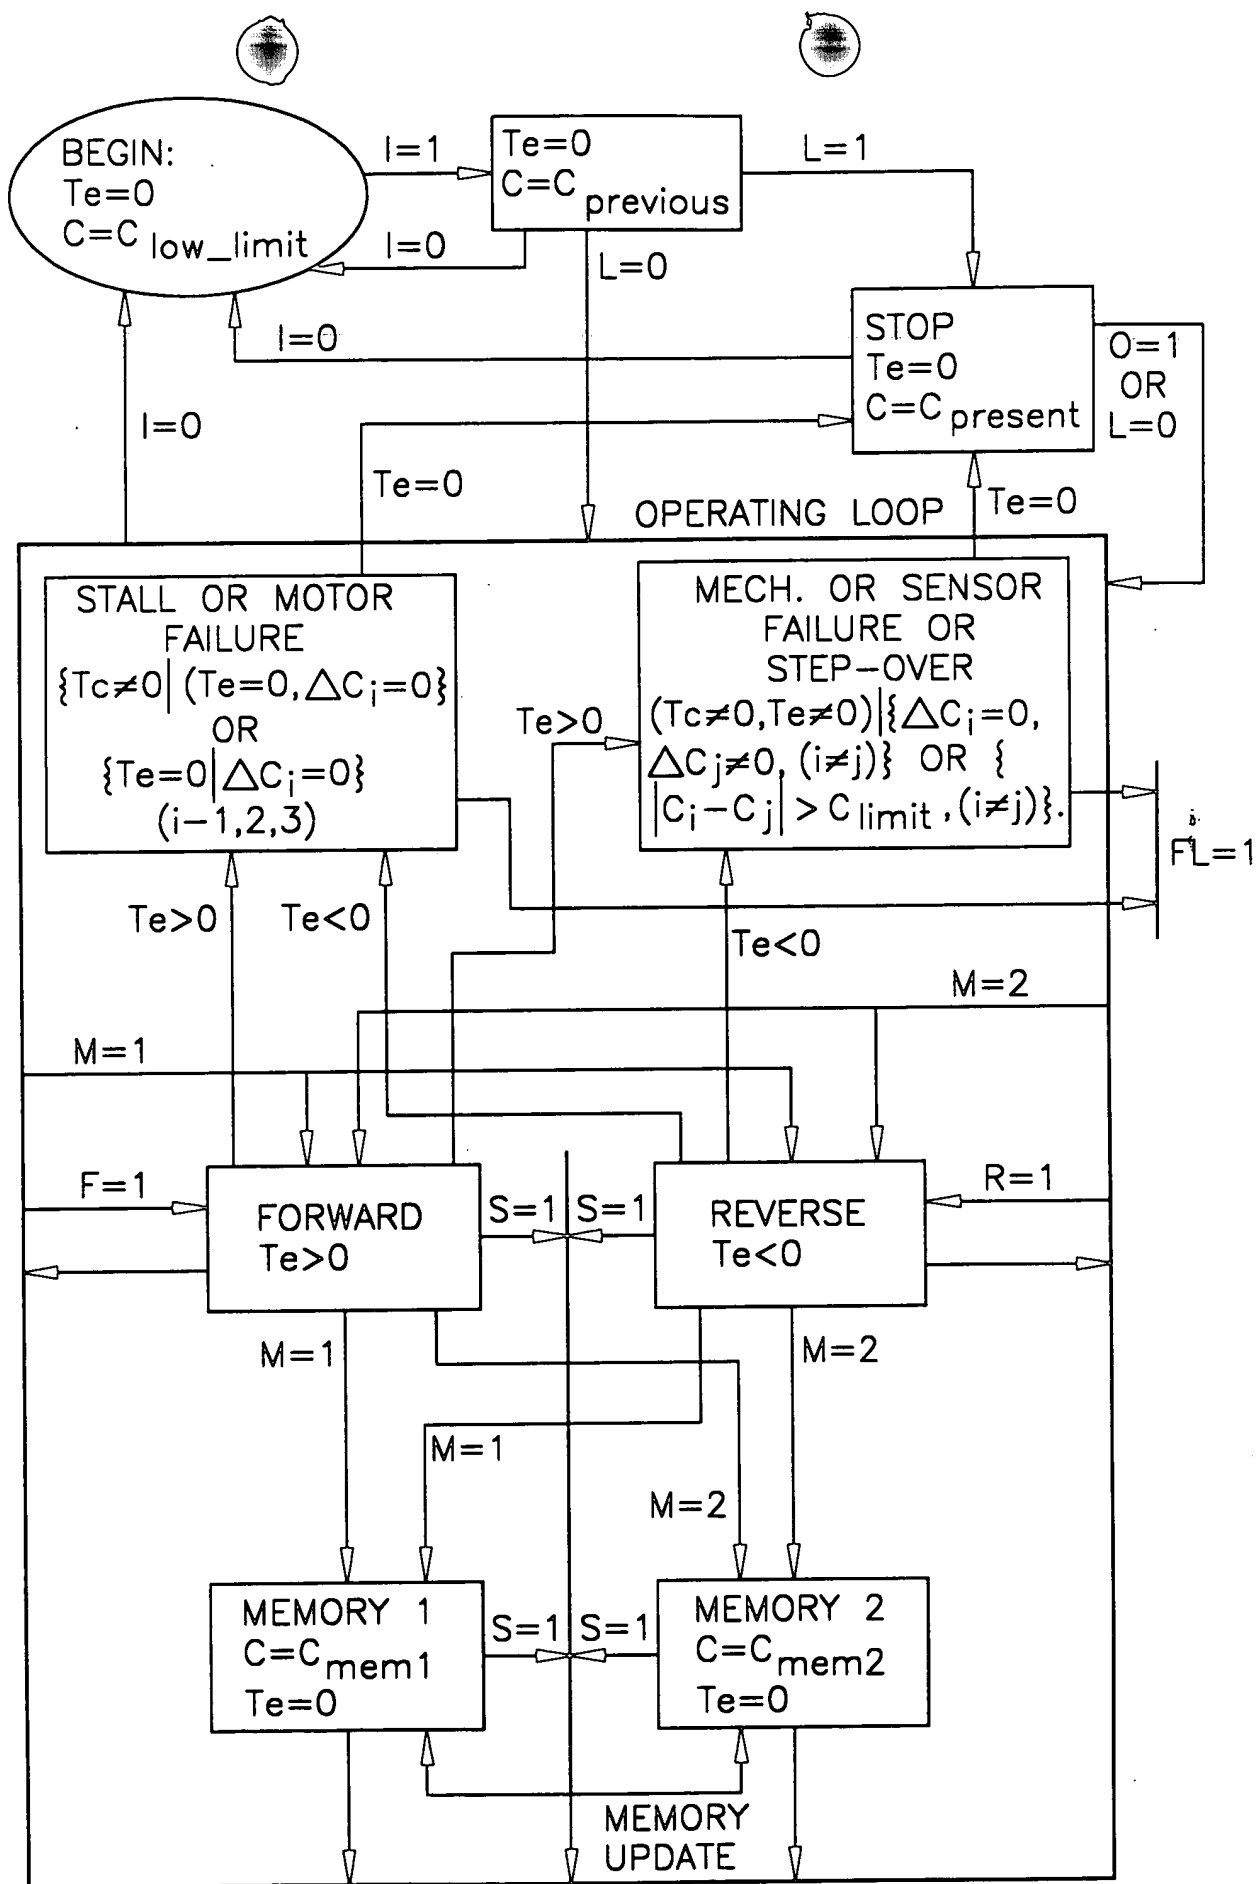 BEGIN:
Te=0
C=C low_limit
I=1
Te=0
C=C previous
L=1
I=0
L=0
STOP
Te=0
C=C present
I=0
O=1
OR
L=0
I=0
Te=0
Te=0
OPERATING LOOP
STALL OR MOTOR
FAILURE
{Tc≠0|(Te=0,△Ci=0}
OR
{Te=0|△Ci=0}
(i-1,2,3)
MECH. OR SENSOR
FAILURE OR
STEP-OVER
(Tc≠0,Te≠0)|{△Ci=0,
△Cj≠0,(i≠j)} OR {
|Ci-Cj|>C limit,(i≠j)}.
Te>0
FL=1
Te>0
Te<0
Te<0
M=2
M=1
F=1
FORWARD
Te>0
S=1
S=1
REVERSE
Te<0
R=1
M=1
M=2
M=1
M=2
MEMORY 1
C=Cmem1
Te=0
S=1
S=1
MEMORY 2
C=Cmem2
Te=0
MEMORY
UPDATE